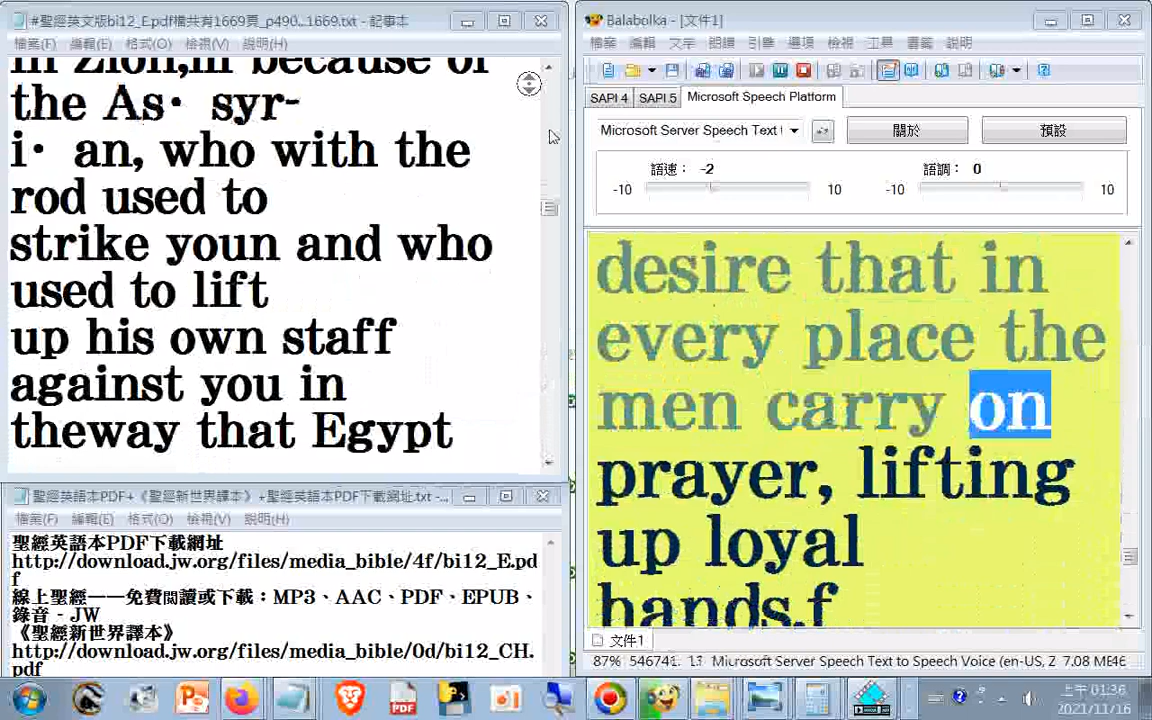 #聖經英文版bi12_E.pdf檔共有1669頁_p490...1669.txt - 記事本
檔案(F) 編輯(E) 格式(O) 檢視(V) 說明(H)
in Zion,m because of
the As· syr-
i· an, who with the
rod used to
strike youn and who
used to lift
up his own staff
against you in
theway that Egypt
聖經英語本PDF+《聖經新世界譯本》+聖經英語本PDF下載網址.txt -...
檔案(F) 編輯(E) 格式(O) 檢視(V) 說明(H)
聖經英語本PDF下載網址
http://download.jw.org/files/media_bible/4f/bi12_E.pd
f
線上聖經——免費閱讀或下載：MP3、AAC、PDF、EPUB、
錄音 - JW
《聖經新世界譯本》
http://download.jw.org/files/media_bible/0d/bi12_CH.
pdf
Balabolka - [文件1]
檔案 編輯 文字 朗讀 引擎 選項 檢視 工具 書籤 說明
SAPI 4 SAPI 5 Microsoft Speech Platform
Microsoft Server Speech Text 關於 預設
語速： -2 語調： 0
-10 10 -10 10
desire that in
every place the
men carry on
prayer, lifting
up loyal
hands,f
文件1
87% Microsoft Server Speech Text to Speech Voice (en-US, Z 7.08 ME
上午 01:36
2021/11/16